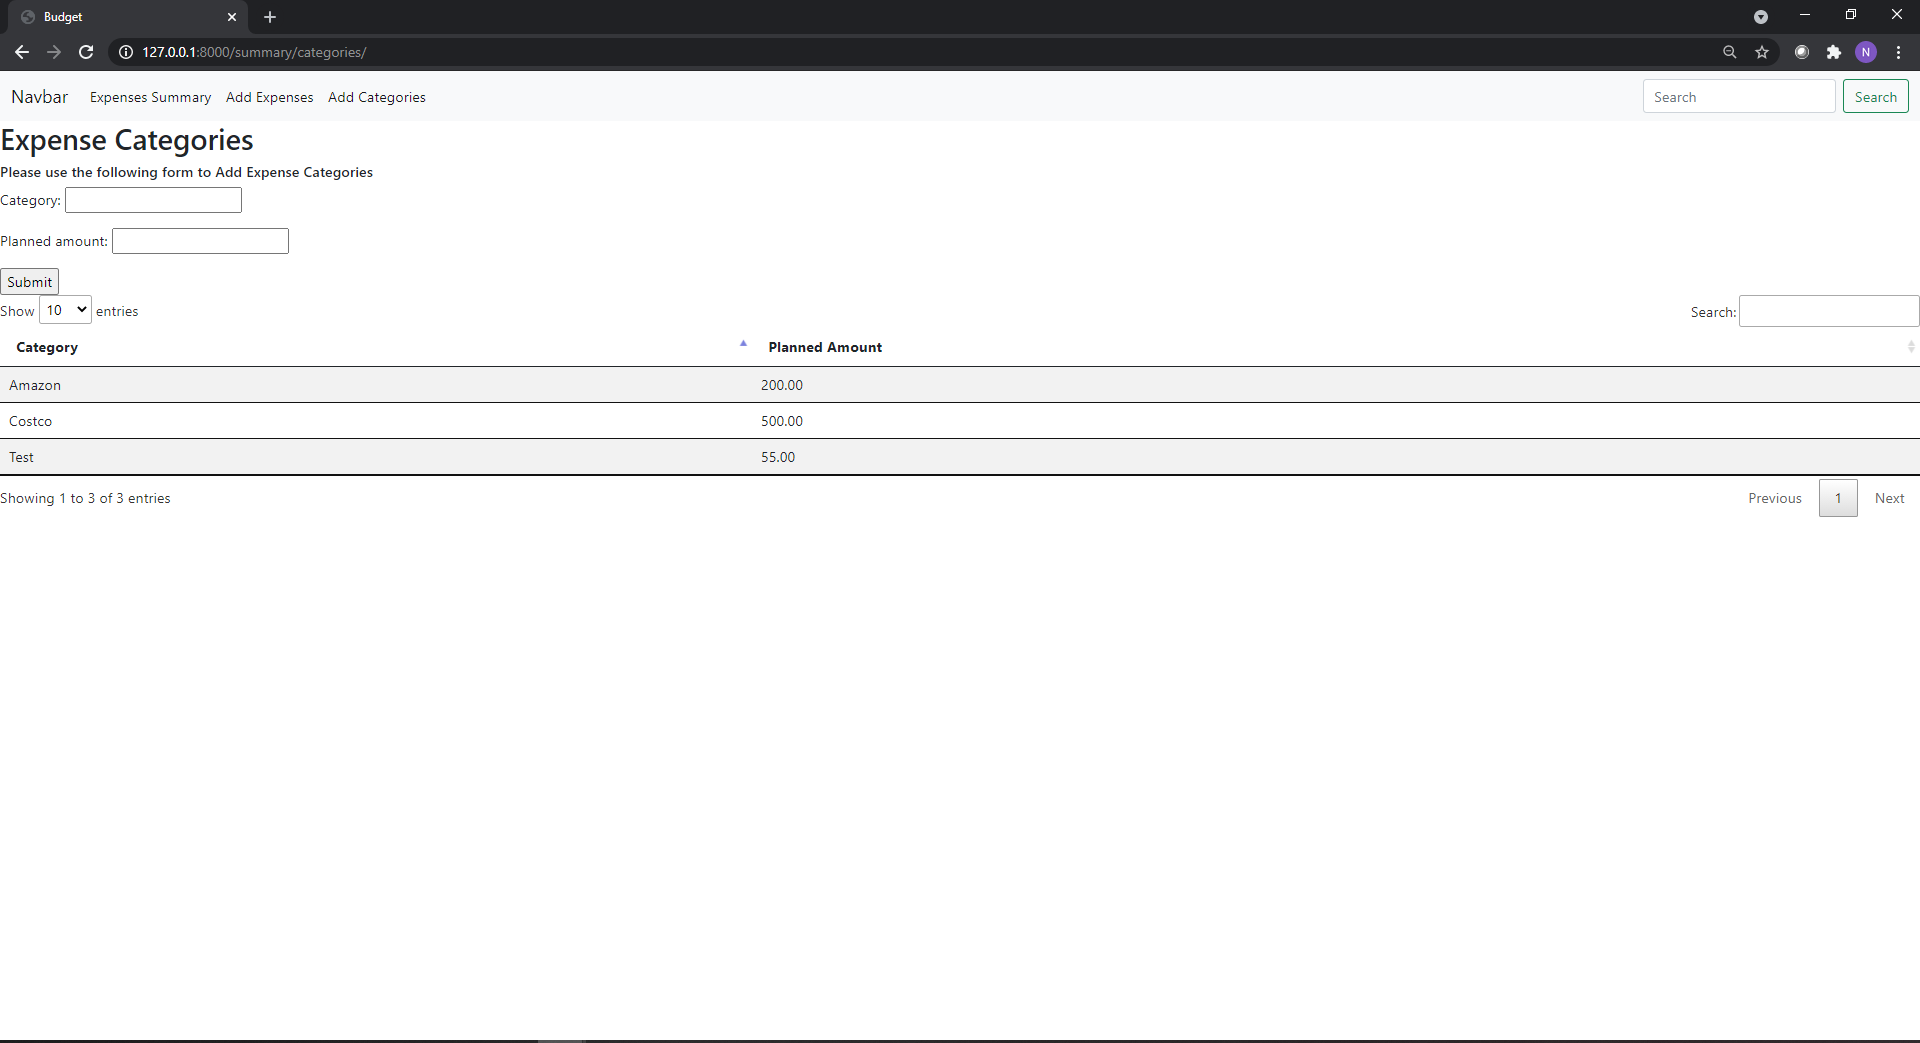 Budget
127.0.0.1:8000/summary/categories/
N
Navbar Expenses Summary Add Expenses Add Categories Search Search
Expense Categories
Please use the following form to Add Expense Categories
Category:
Planned amount:
Submit
Show 10 entries Search:
Category Planned Amount
Amazon 200.00
Costco 500.00
Test 55.00
Showing 1 to 3 of 3 entries Previous 1 Next